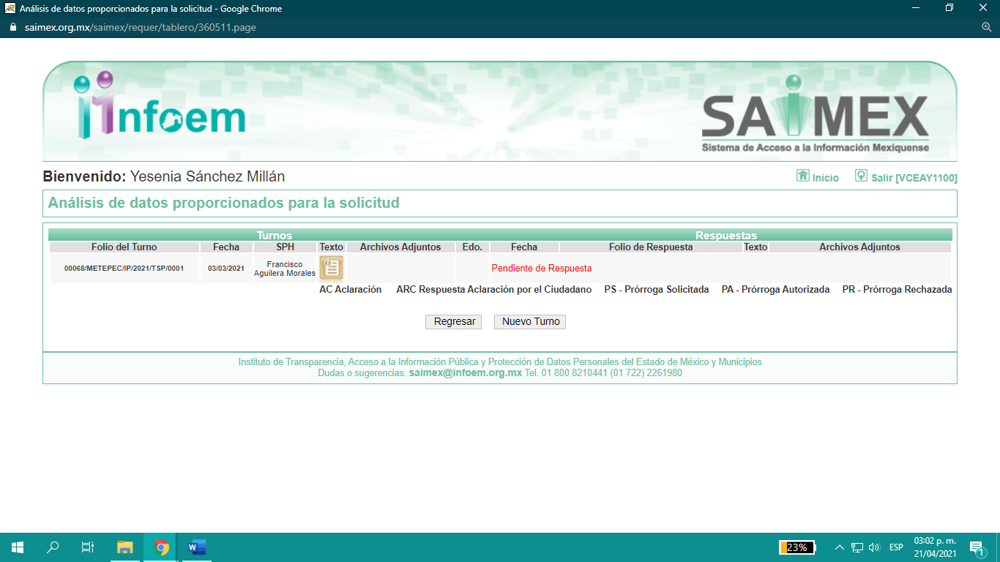 Análisis de datos proporcionados para la solicitud - Google Chrome
saimex.org.mx/saimex/requer/tablero/360511.page
infoem
SAIMEX
Sistema de Acceso a la Información Mexiquense
Bienvenido: Yesenia Sánchez Millán
Inicio Salir [VCEAY1100]
Análisis de datos proporcionados para la solicitud
Turnos Respuestas
Folio del Turno Fecha SPH Texto Archivos Adjuntos Edo. Fecha Folio de Respuesta Texto Archivos Adjuntos
00068/METEPEC/IP/2021/TSP/0001 03/03/2021 Francisco Aguilera Morales Pendiente de Respuesta
AC Aclaración ARC Respuesta Aclaración por el Ciudadano PS - Prórroga Solicitada PA - Prórroga Autorizada PR - Prórroga Rechazada
Regresar Nuevo Turno
Instituto de Transparencia, Acceso a la Información Pública y Protección de Datos Personales del Estado de México y Municipios
Dudas o sugerencias: saimex@infoem.org.mx Tel. 01 800 8210441 (01 722) 2261980
23% ESP 03:02 p. m.
21/04/2021
1